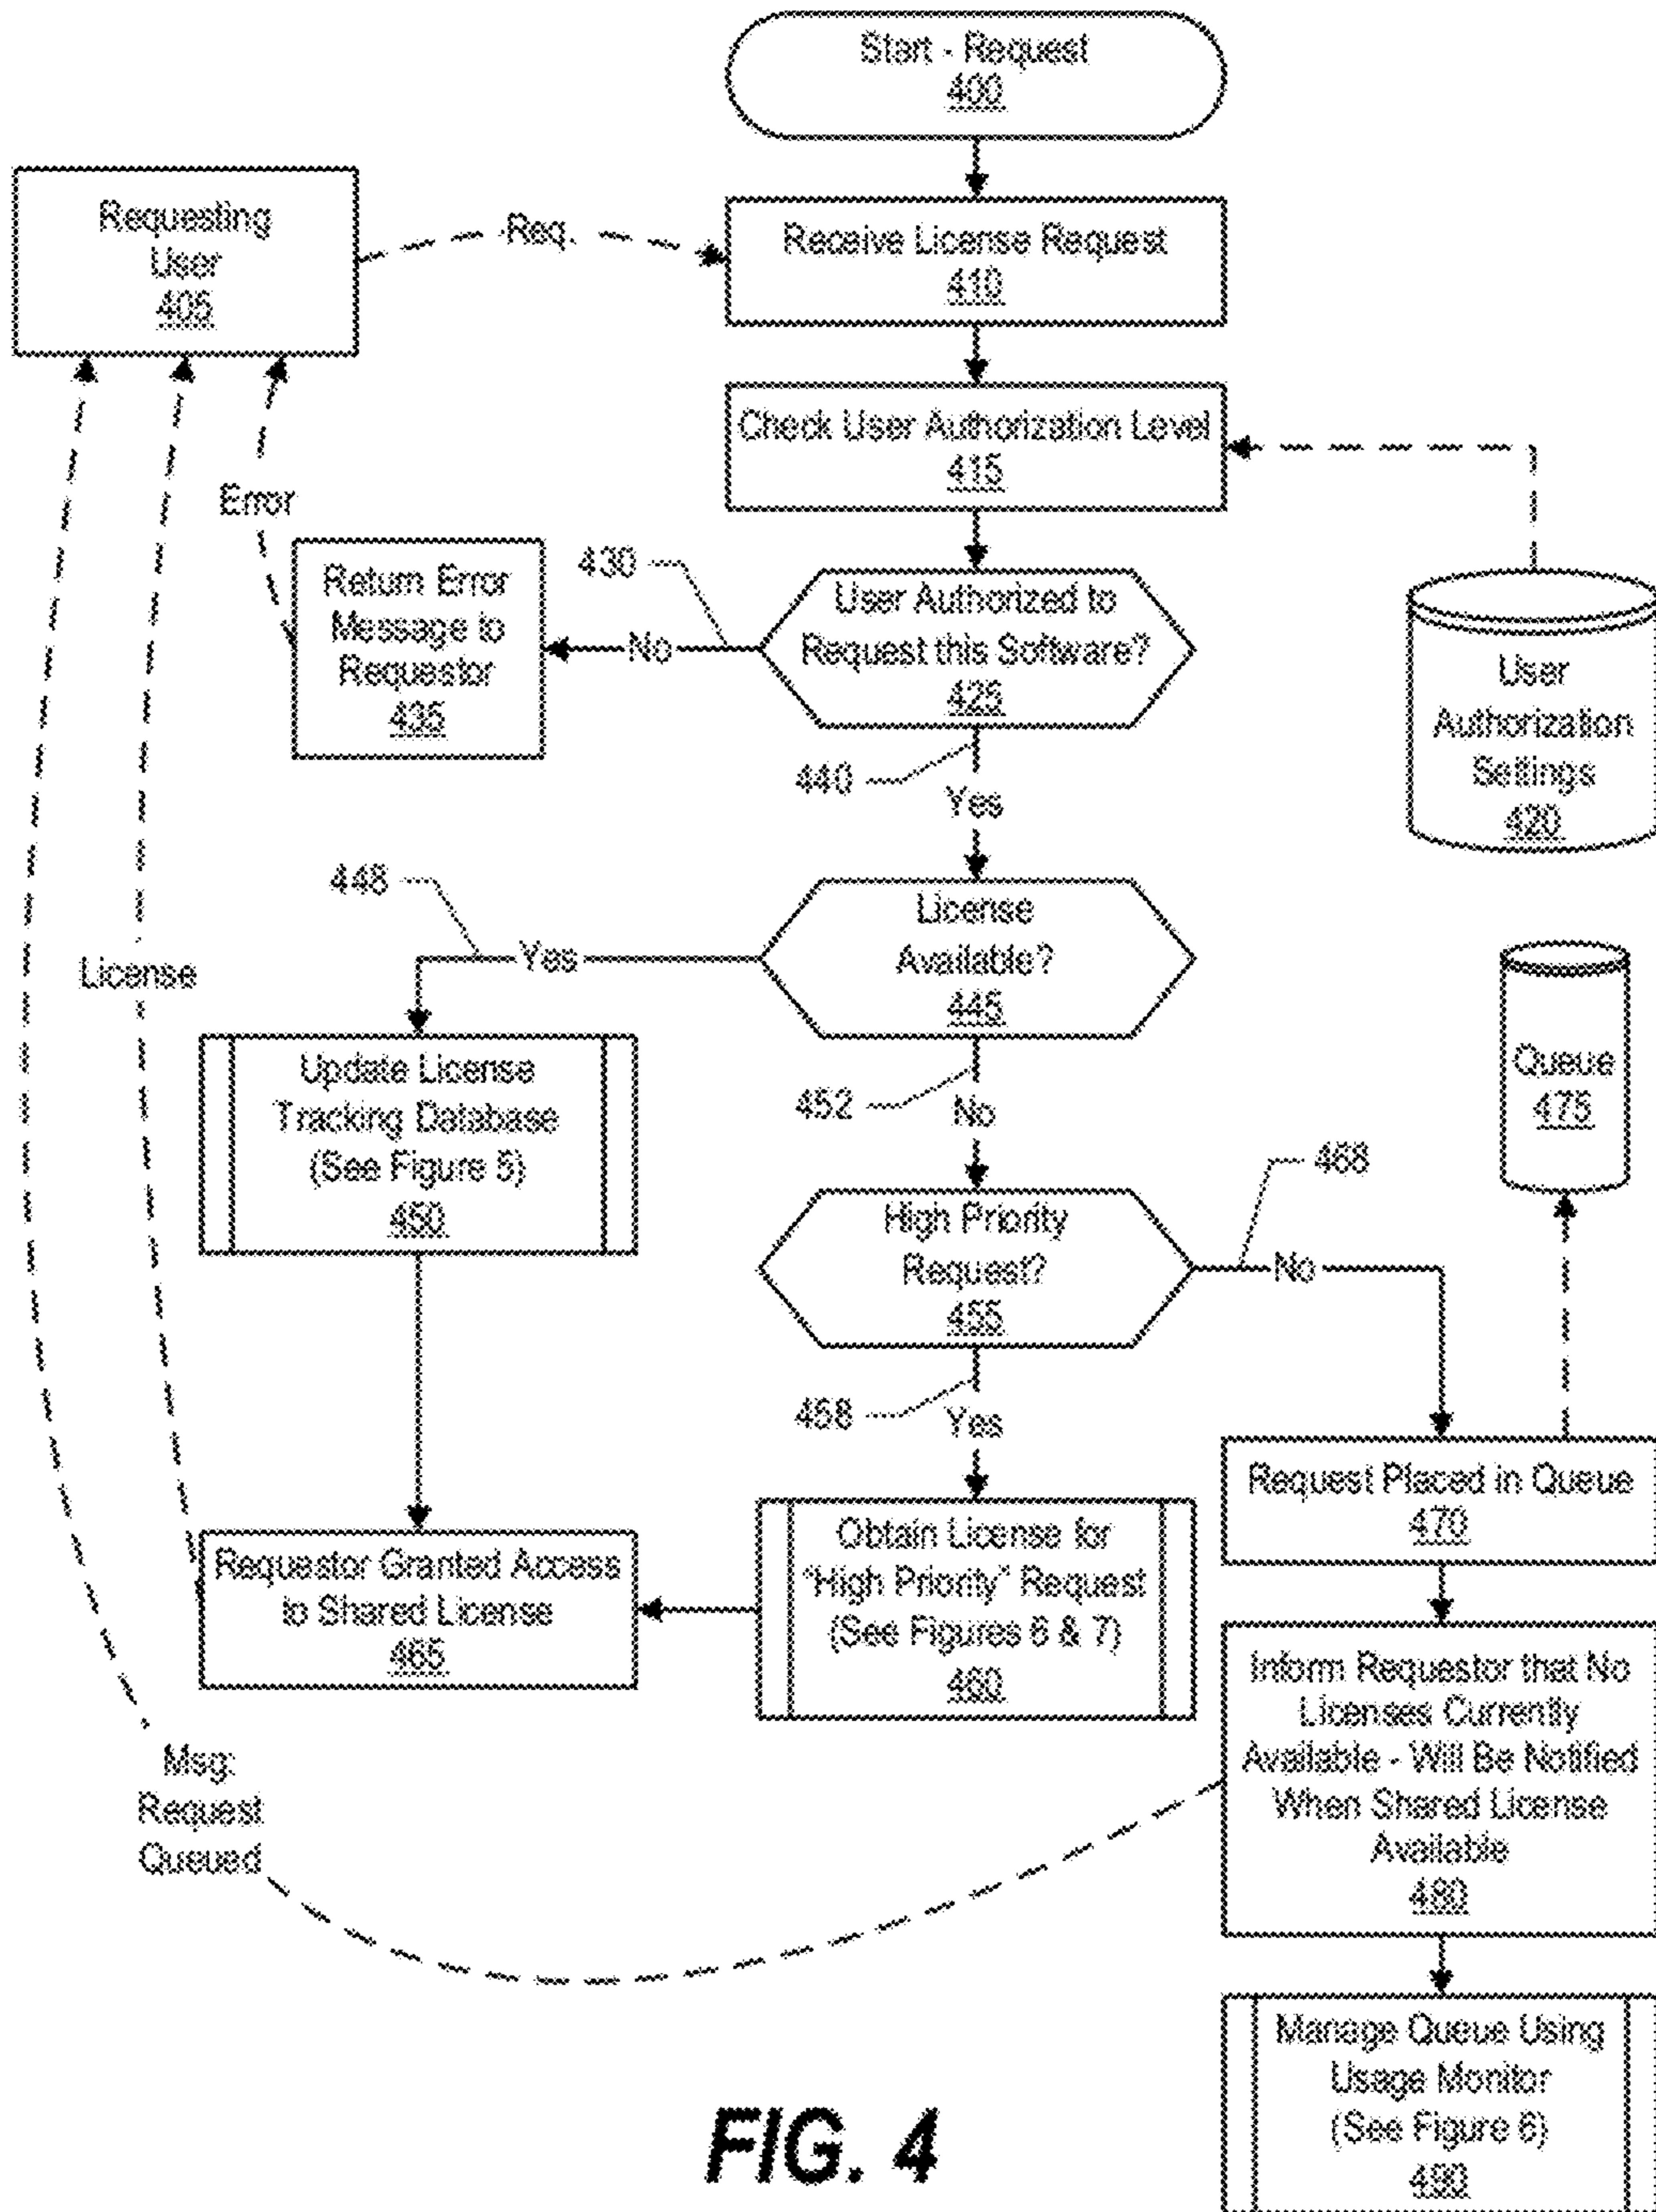 Start - Request
400
Requesting
User
405
Req.
Receive License Request
410
Check User Authorization Level
415
Error
Return Error
Message to
Requestor
435
430
No
User Authorized to
Request this Software?
425
User
Authorization
Settings
420
440
Yes
448
Yes
License
Available?
445
License
Queue
475
Update License
Tracking Database
(See Figure 5)
450
452
No
468
High Priority
Request?
455
No
458
Yes
Request Placed in Queue
470
Requestor Granted Access
to Shared License
465
Obtain License for
"High Priority" Request
(See Figures 6 & 7)
460
Inform Requestor that No
Licenses Currently
Available - Will Be Notified
When Shared License
Available
480
Msg:
Request
Queued
Manage Queue Using
Usage Monitor
(See Figure 6)
490
FIG. 4